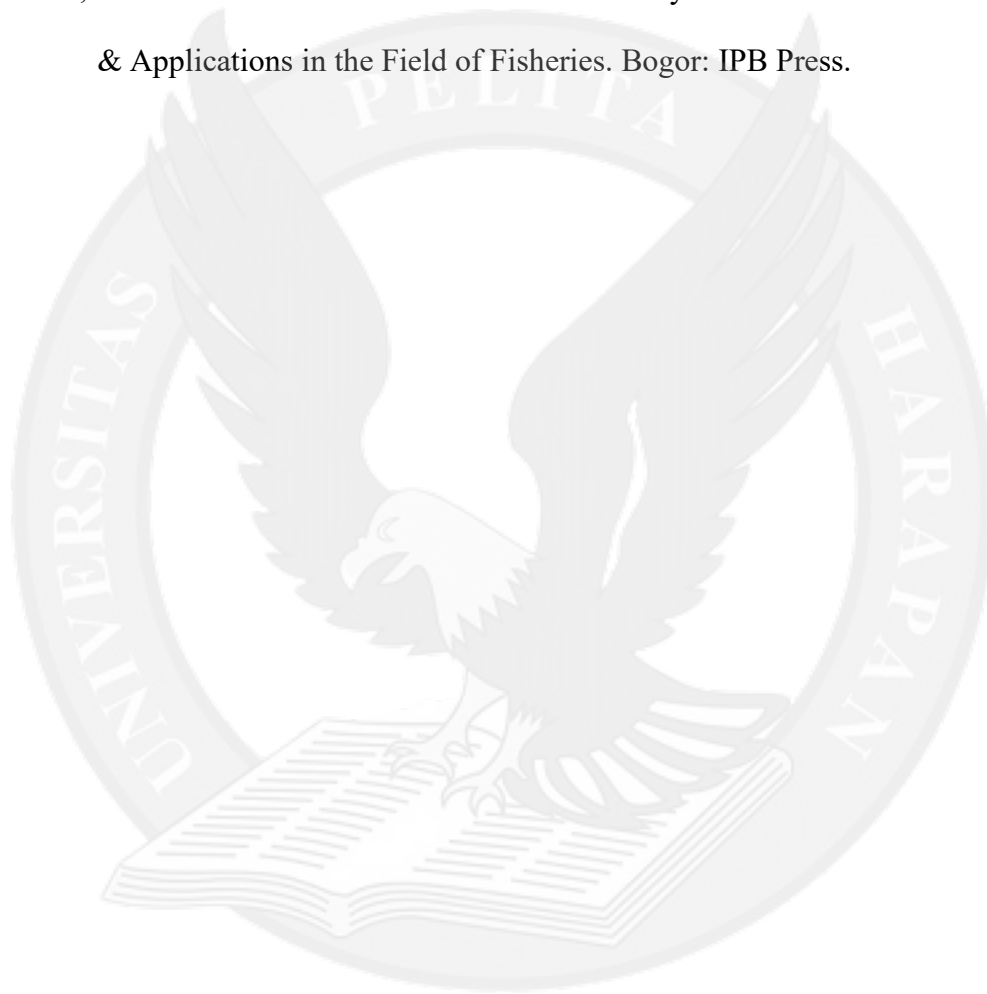 & Applications in the Field of Fisheries. Bogor: IPB Press.
PELITA
UNIVERSITAS
HARAPAN